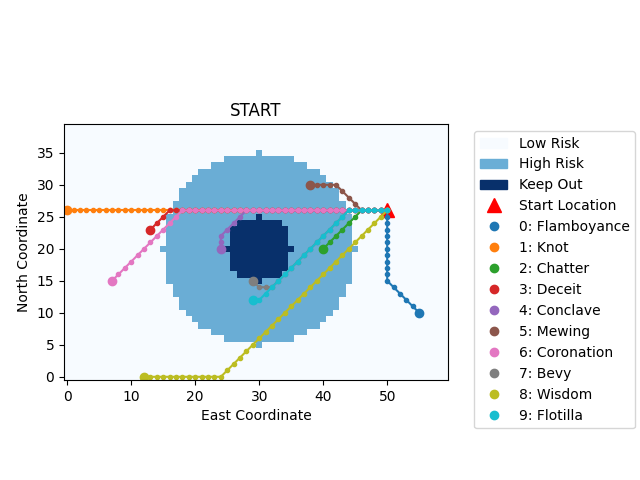 START
North Coordinate
35
30
25
20
15
10
5
0
0 10 20 30 40 50
East Coordinate
Low Risk
High Risk
Keep Out
Start Location
0: Flamboyance
1: Knot
2: Chatter
3: Deceit
4: Conclave
5: Mewing
6: Coronation
7: Bevy
8: Wisdom
9: Flotilla